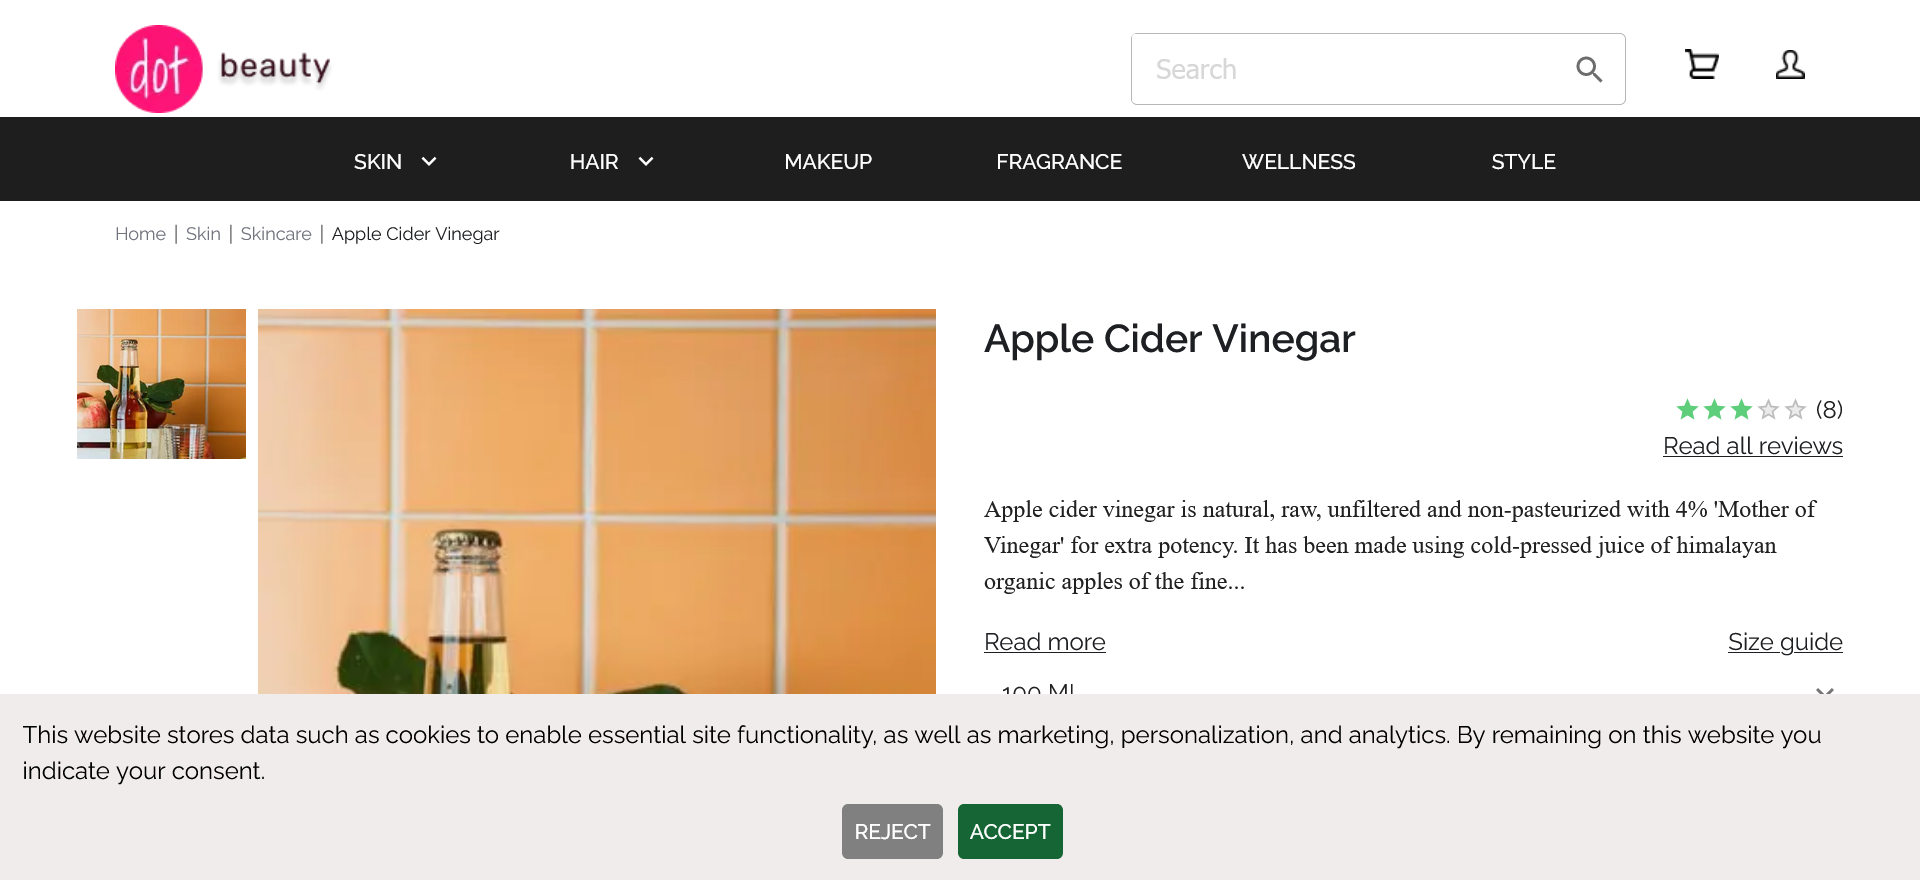 dot beauty
Search
SKIN
HAIR
MAKEUP
FRAGRANCE
WELLNESS
STYLE
Home | Skin | Skincare | Apple Cider Vinegar
Apple Cider Vinegar
(8)
Read all reviews
Apple cider vinegar is natural, raw, unfiltered and non-pasteurized with 4% 'Mother of
Vinegar' for extra potency. It has been made using cold-pressed juice of himalayan
organic apples of the fine...
Read more
Size guide
100 ML
This website stores data such as cookies to enable essential site functionality, as well as marketing, personalization, and analytics. By remaining on this website you
indicate your consent.
REJECT
ACCEPT